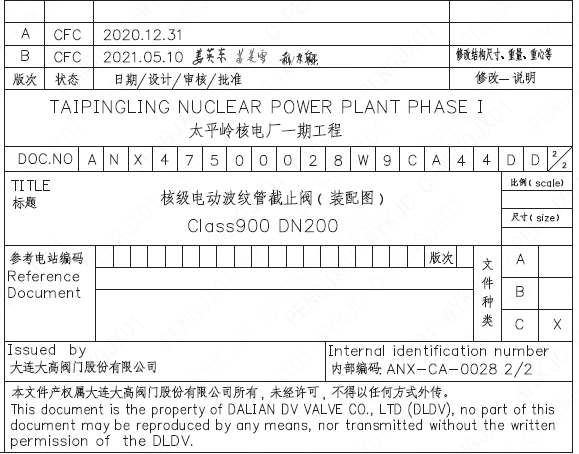 A CFC 2020.12.31
B CFC 2021.05.10 修改结构尺寸、重量、重心等
版次 状态 日期/设计/审核/批准 修改—说明
TAIPINGLING NUCLEAR POWER PLANT PHASE I
太平岭核电厂一期工程
DOC.NO A N X 4 7 5 0 0 0 2 8 W 9 C A 4 4 D D 2/2
TITLE 比例(scale)
标题 核级电动波纹管截止阀(装配图)
Class900 DN200 尺寸(size)
参考电站编码 版次 文件种类 A
Reference B
Document C X
Issued by Internal identification number
大连大高阀门股份有限公司 内部编码: ANX-CA-0028 2/2
本文件产权属大连大高阀门股份有限公司所有，未经许可，不得以任何方式外传。
This document is the property of DALIAN DV VALVE CO., LTD (DLDV), no part of this
document may be reproduced by any means, nor transmitted without the written
permission of the DLDV.